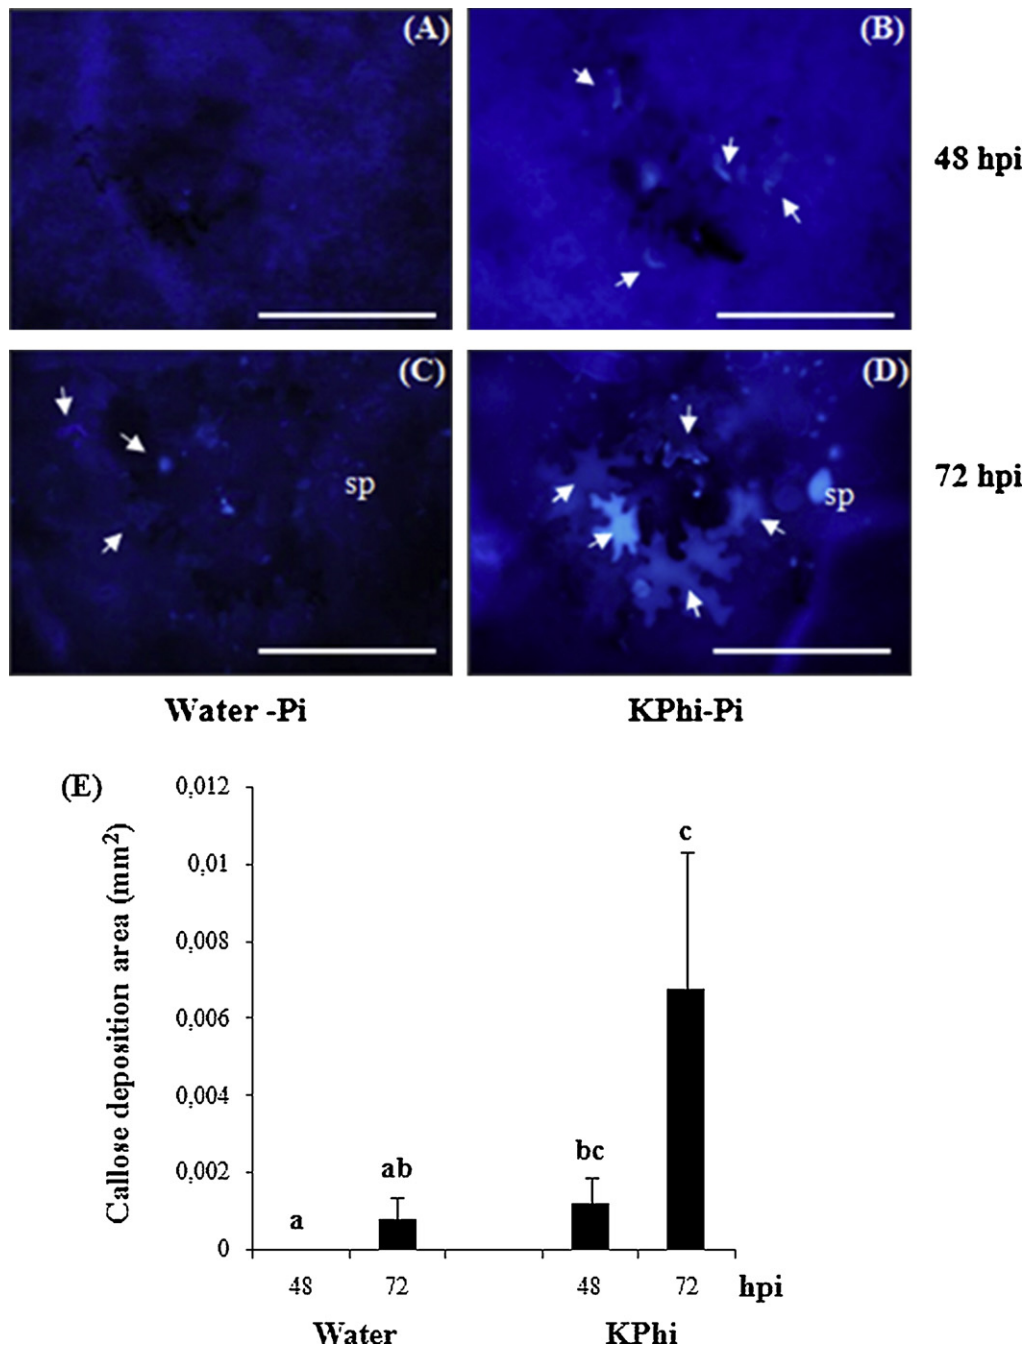 (A)
(B)
48 hpi
(C)
(D)
sp
sp
72 hpi
Water -Pi
KPhi-Pi
(E)
Callose deposition area (mm²)
0,012
0,01
0,008
0,006
0,004
0,002
0
a
ab
bc
c
48
72
48
72
hpi
Water
KPhi